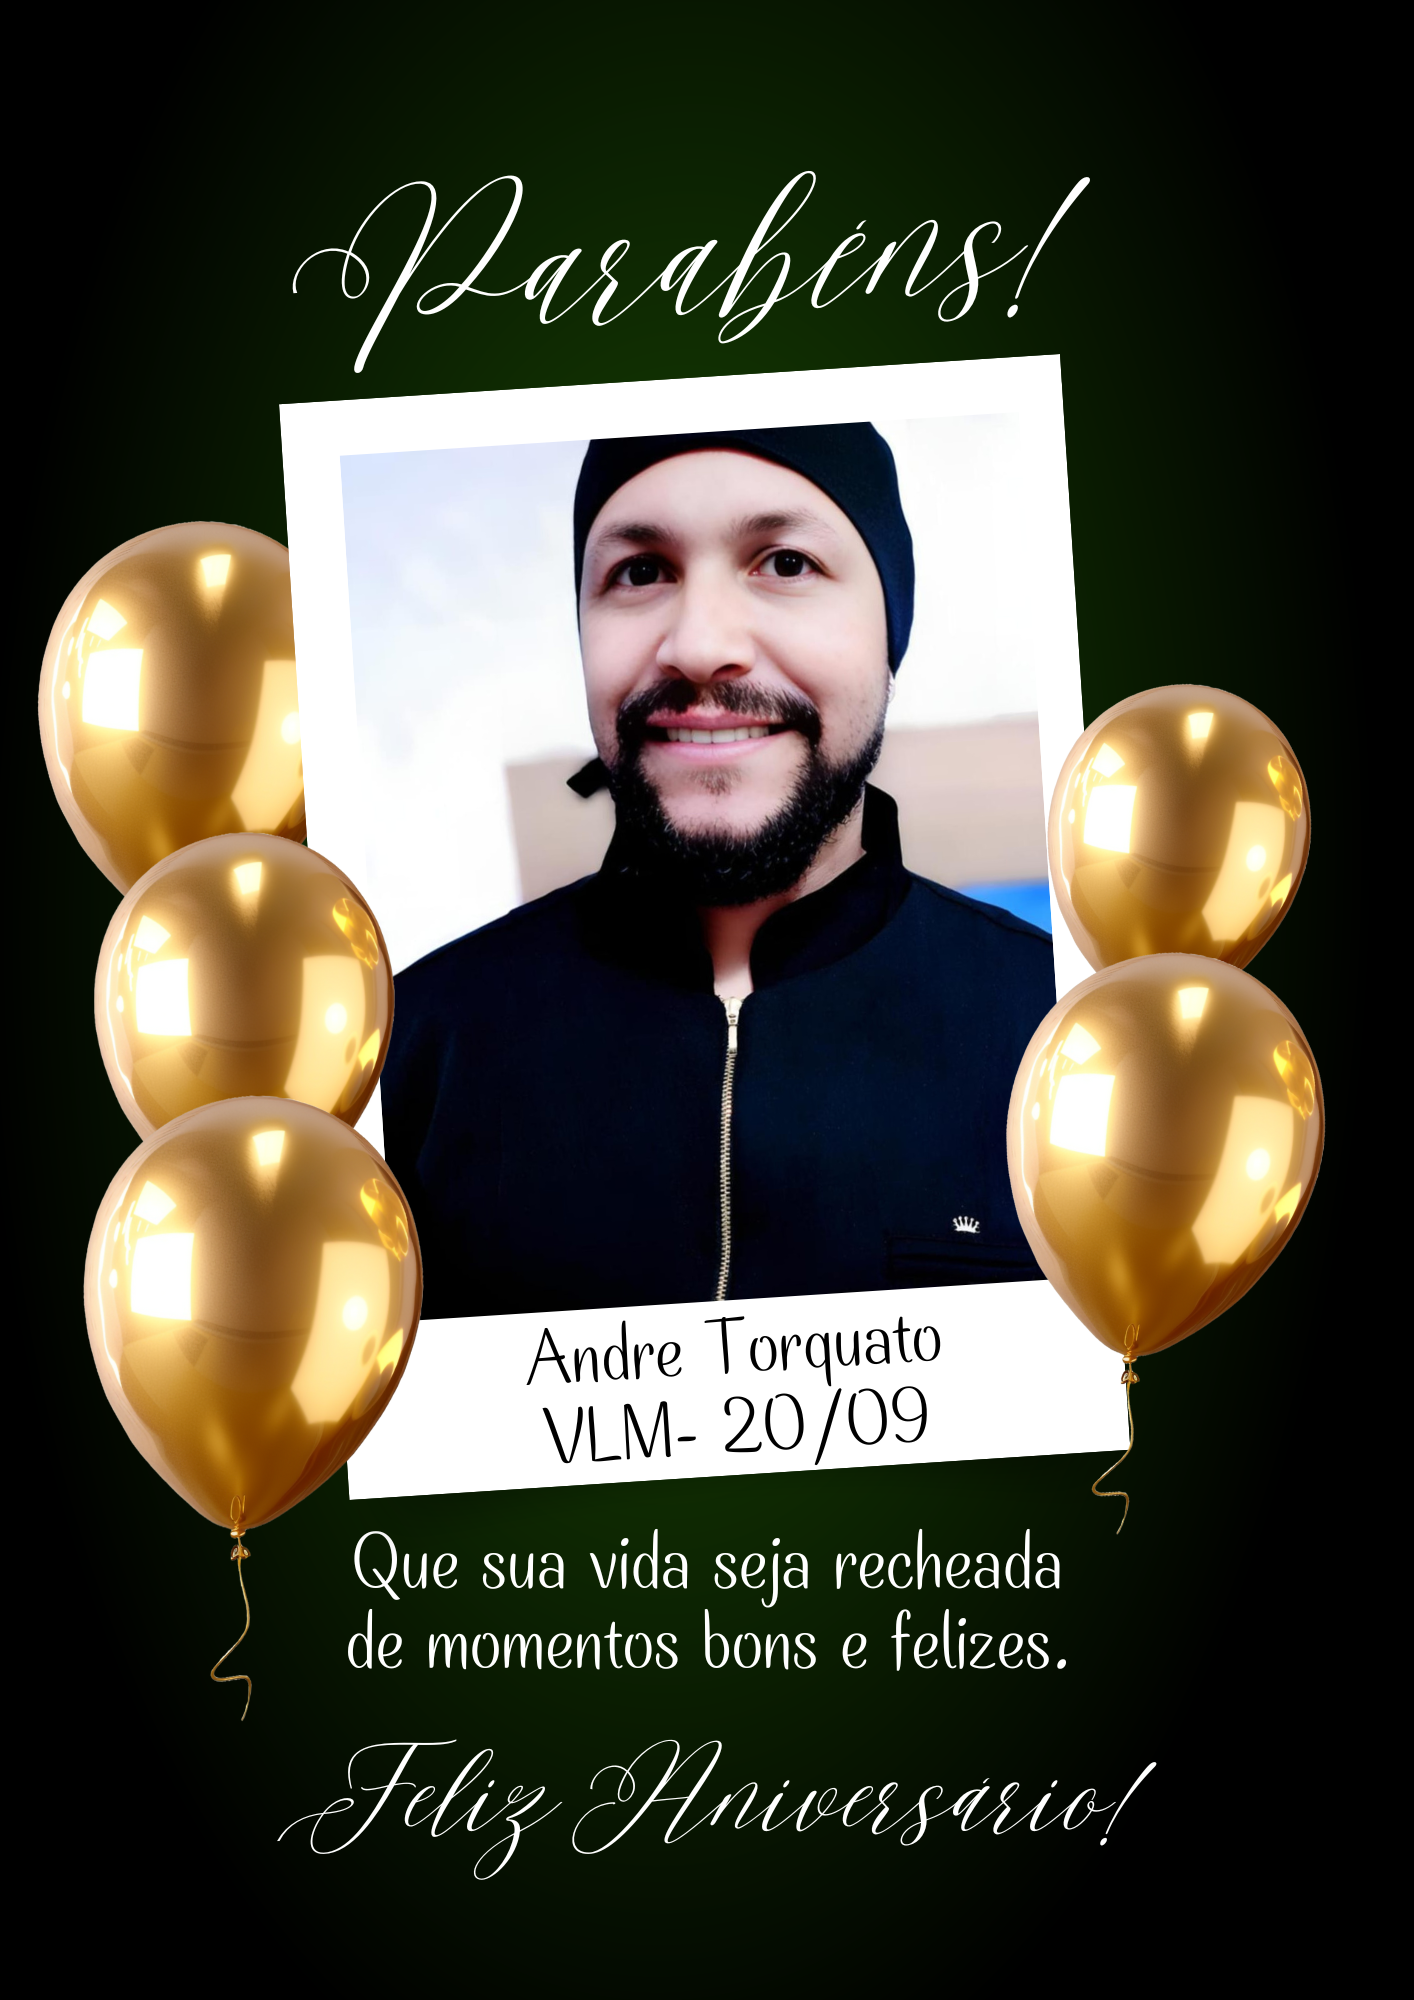 Parabéns!
Andre Torquato
VLM- 20/09
Que sua vida seja recheada
de momentos bons e felizes.
Feliz Aniversário!